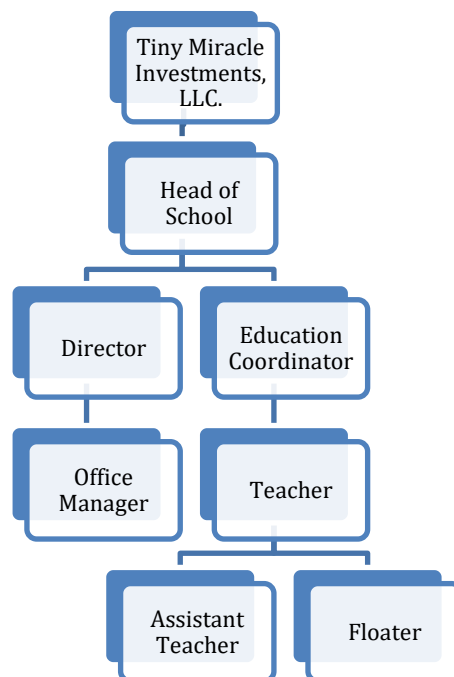 Tiny Miracle
Investments,
LLC.
Head of
School
Director
Education
Coordinator
Office
Manager
Teacher
Assistant
Teacher
Floater